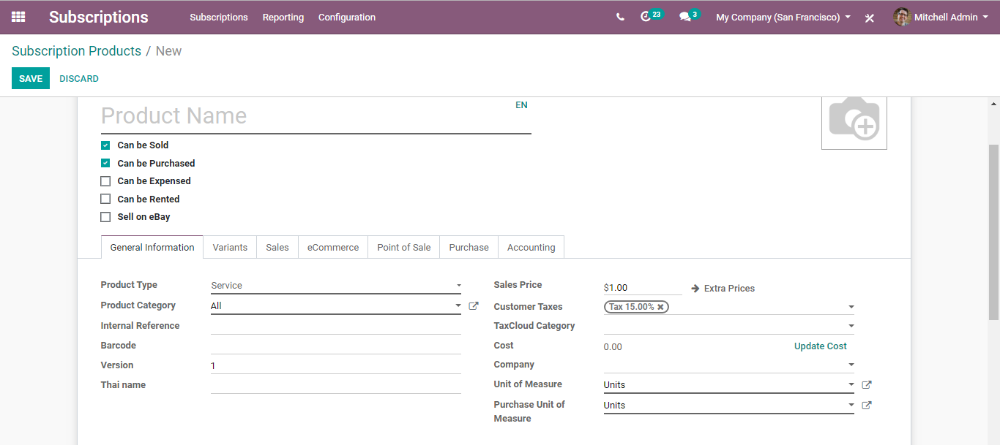 Subscriptions Subscriptions Reporting Configuration 23 3 My Company (San Francisco) Mitchell Admin
Subscription Products / New
SAVE DISCARD
EN
Product Name
Can be Sold
Can be Purchased
Can be Expensed
Can be Rented
Sell on eBay
General Information Variants Sales eCommerce Point of Sale Purchase Accounting
Product Type Service
Product Category All
Internal Reference
Barcode
Version 1
Thai name
Sales Price $1.00 Extra Prices
Customer Taxes Tax 15.00%
TaxCloud Category
Cost 0.00 Update Cost
Company
Unit of Measure Units
Purchase Unit of Units
Measure